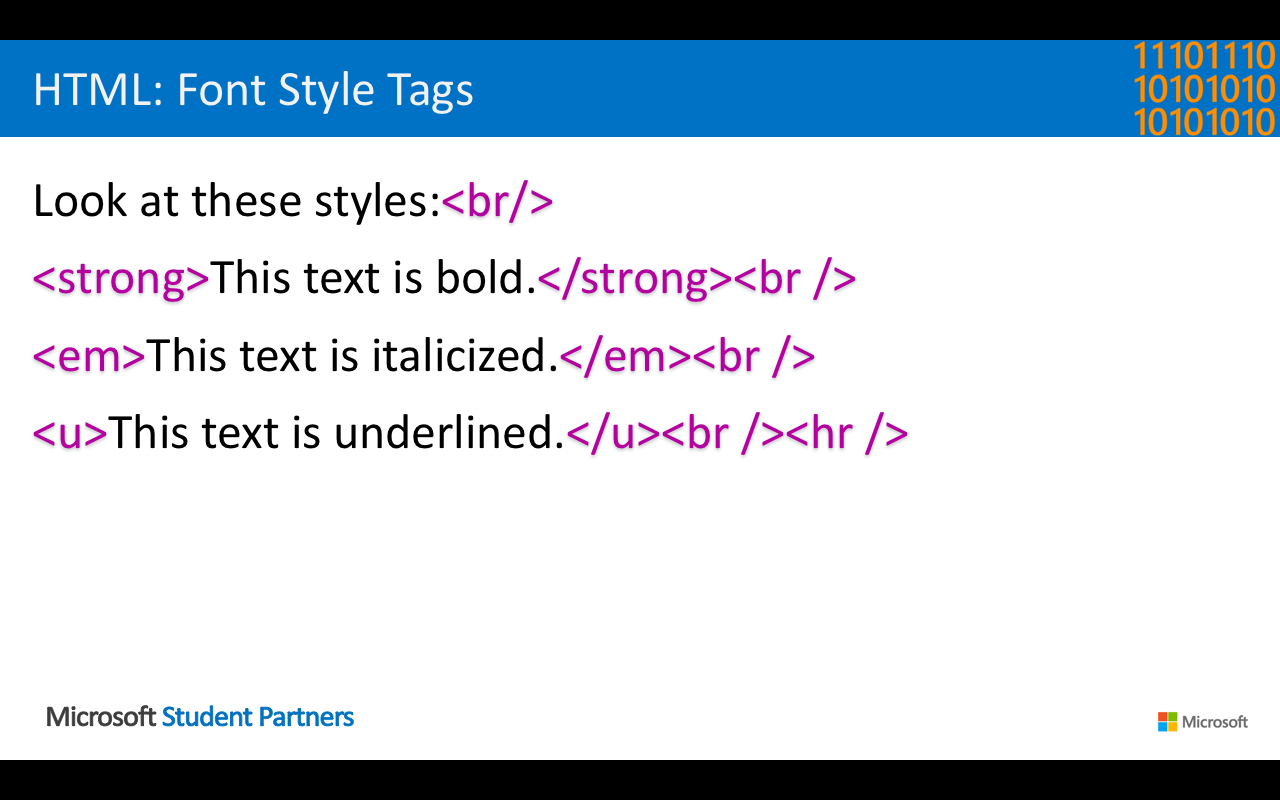 HTML: Font Style Tags
11101110
10101010
10101010
Look at these styles:<br/>
<strong>This text is bold.</strong><br />
<em>This text is italicized.</em><br />
<u>This text is underlined.</u><br /><hr />
Microsoft Student Partners
Microsoft